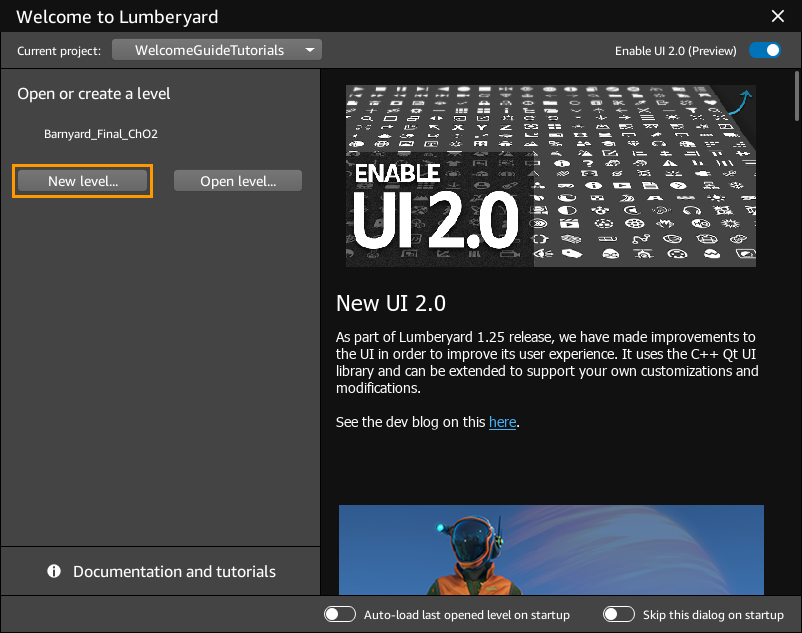 Welcome to Lumberyard
Current project:
WelcomeGuideTutorials
Enable UI 2.0 (Preview)
Open or create a level
Barnyard_Final_ChO2
New level...
Open level...
ENABLE
UI 2.0
New UI 2.0
As part of Lumberyard 1.25 release, we have made improvements to
the UI in order to improve its user experience. It uses the C++ Qt UI
library and can be extended to support your own customizations and
modifications.
See the dev blog on this here.
Documentation and tutorials
Auto-load last opened level on startup
Skip this dialog on startup